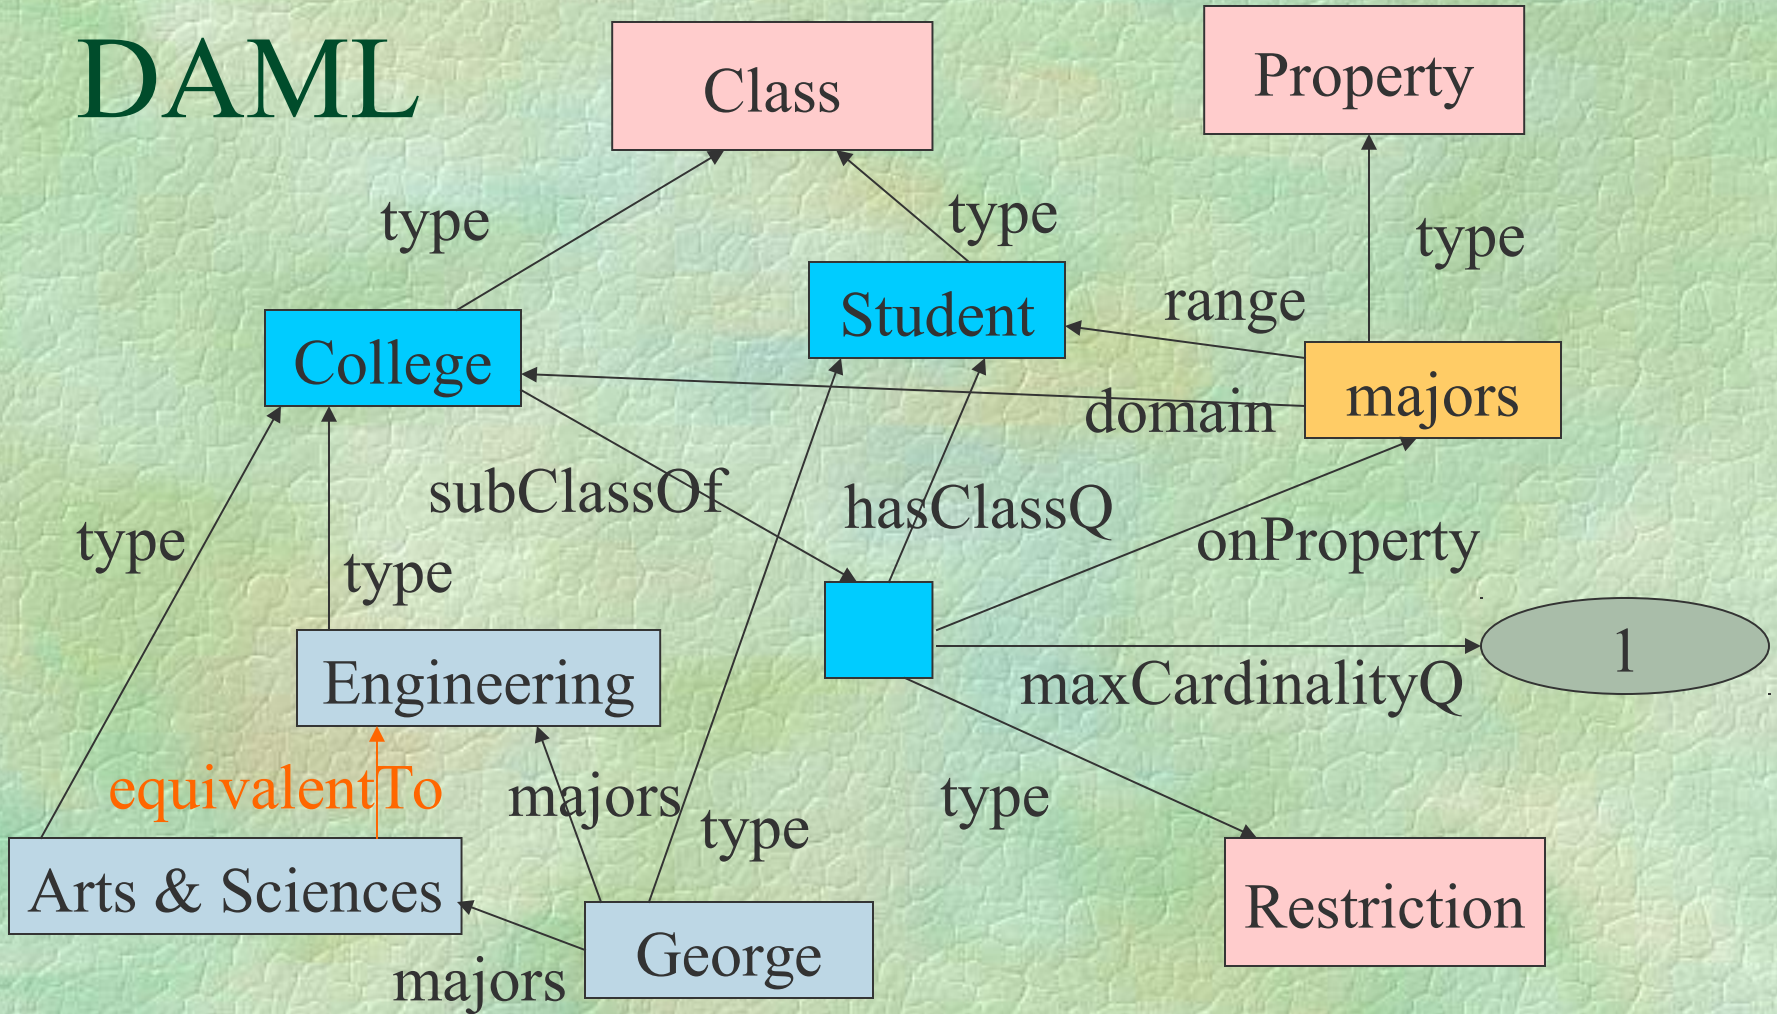 DAML
Class
Property
type
type
type
range
Student
College
majors
domain
subClassOf
hasClassQ
onProperty
type
type
1
Engineering
maxCardinalityQ
equivalentTo
majors
type
type
Arts & Sciences
Restriction
George
majors